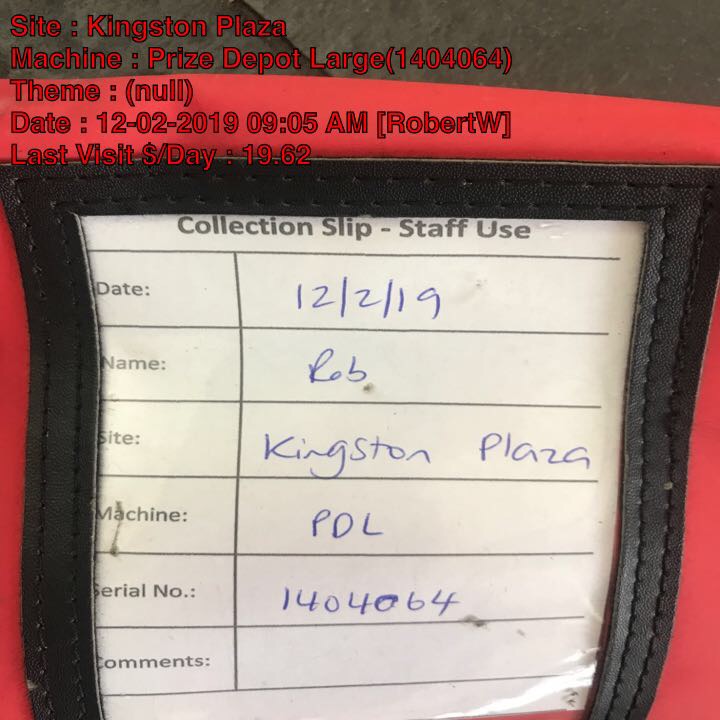 Site : Kingston Plaza
Machine : Prize Depot Large(1404064)
Theme : (null)
Date : 12-02-2019 09:05 AM [RobertW]
Last Visit $/Day : 19.62
Collection Slip - Staff Use
Date: 12/2/19
Name: Rob
Site: Kingston Plaza
Machine: PDL
Serial No.: 1404064
Comments: